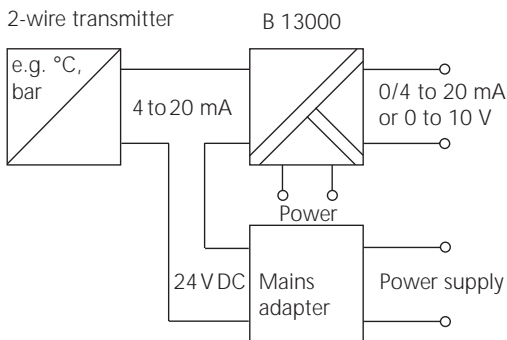 2-wire transmitter
B 13000
e.g. °C,
bar
4 to 20 mA
0/4 to 20 mA
or 0 to 10 V
Power
24 V DC
Mains
adapter
Power supply